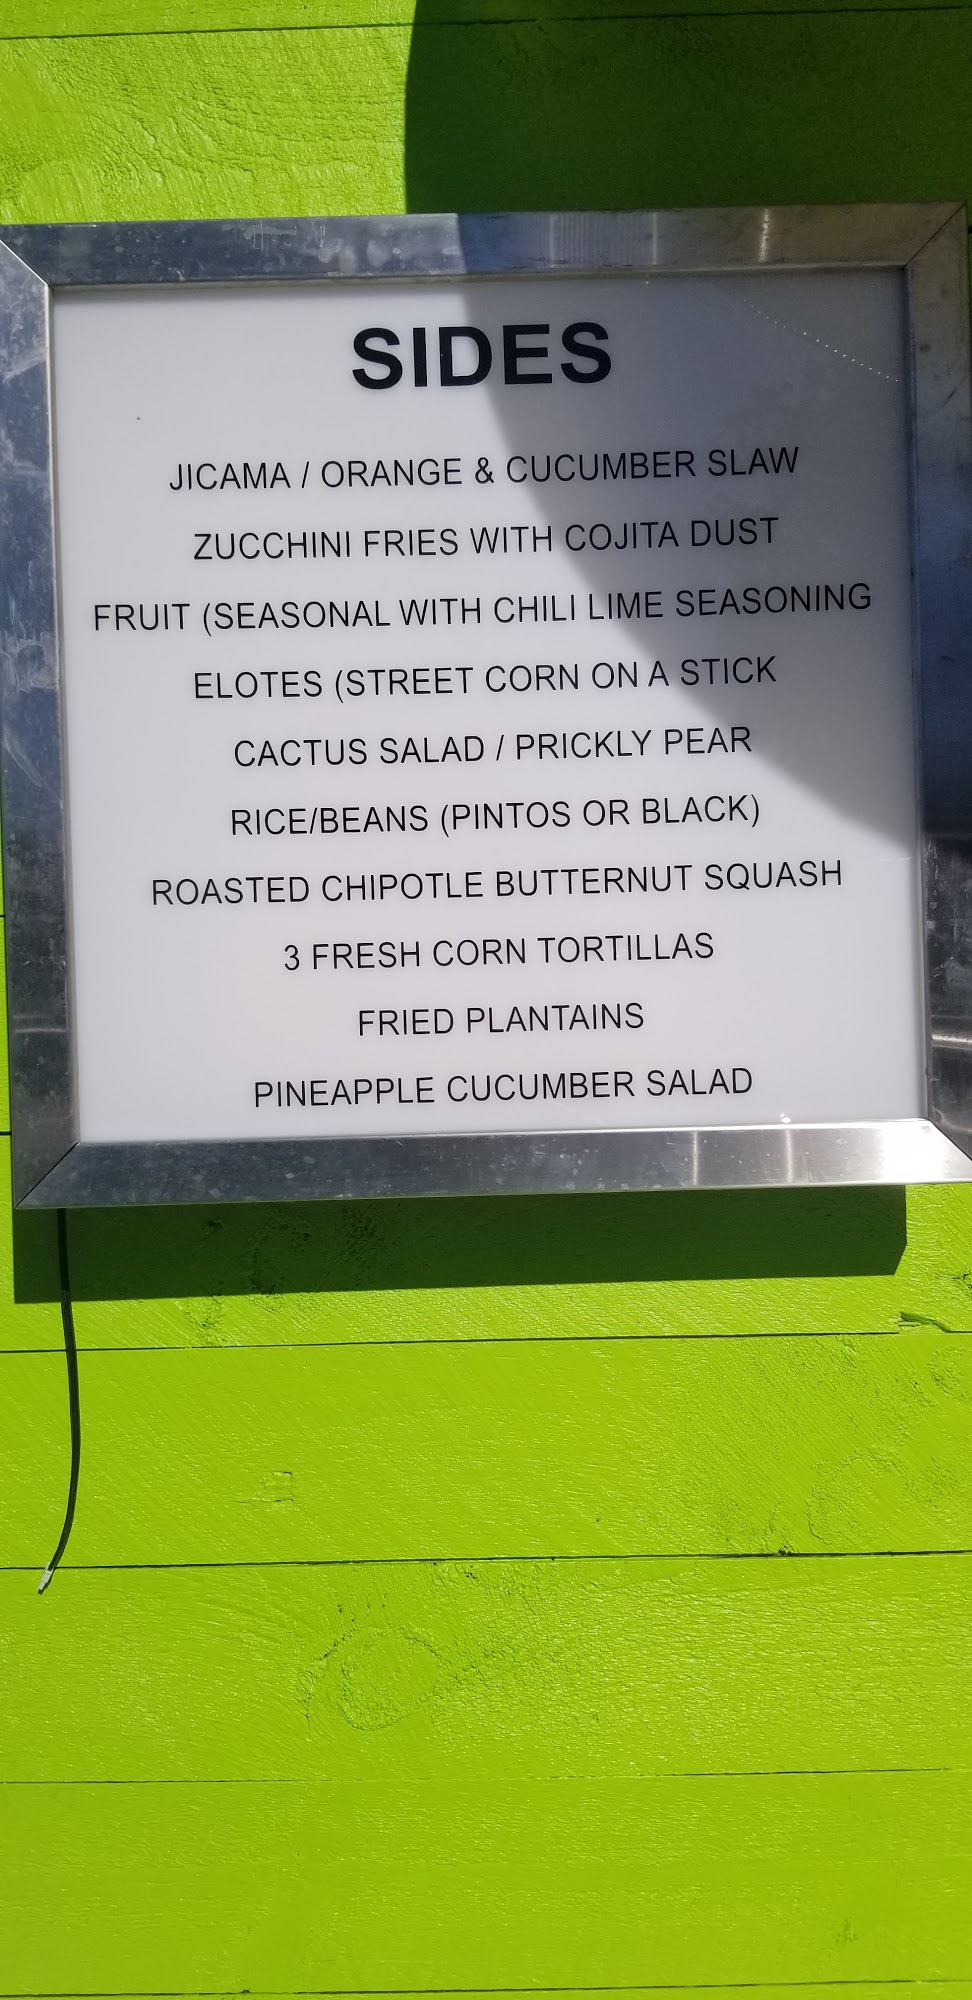 SIDES
JICAMA / ORANGE & CUCUMBER SLAW
ZUCCHINI FRIES WITH COJITA DUST
FRUIT (SEASONAL WITH CHILI LIME SEASONING
ELOTES (STREET CORN ON A STICK
CACTUS SALAD / PRICKLY PEAR
RICE/BEANS (PINTOS OR BLACK)
ROASTED CHIPOTLE BUTTERNUT SQUASH
3 FRESH CORN TORTILLAS
FRIED PLANTAINS
PINEAPPLE CUCUMBER SALAD